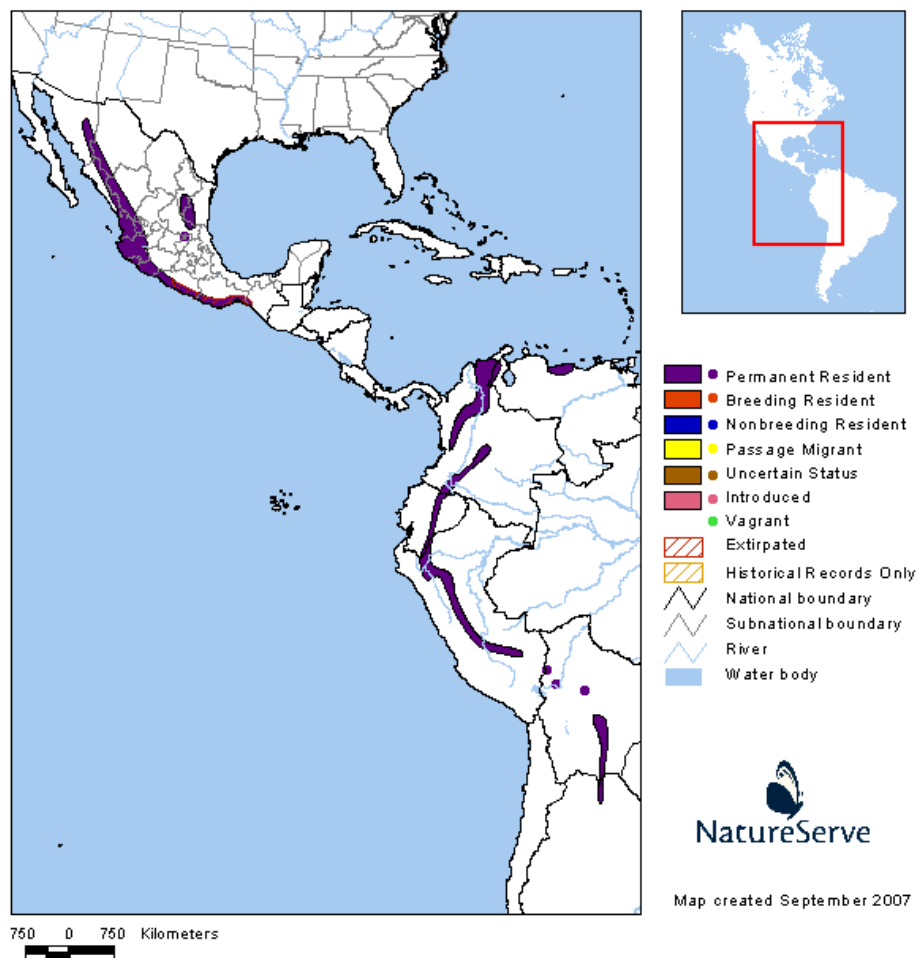 Permanent Resident
Breeding Resident
Nonbreeding Resident
Passage Migrant
Uncertain Status
Introduced
Vagrant
Extirpated
Historical Records Only
National boundary
Subnational boundary
River
Water body
NatureServe
Map created September 2007
750 0 750 Kilometers